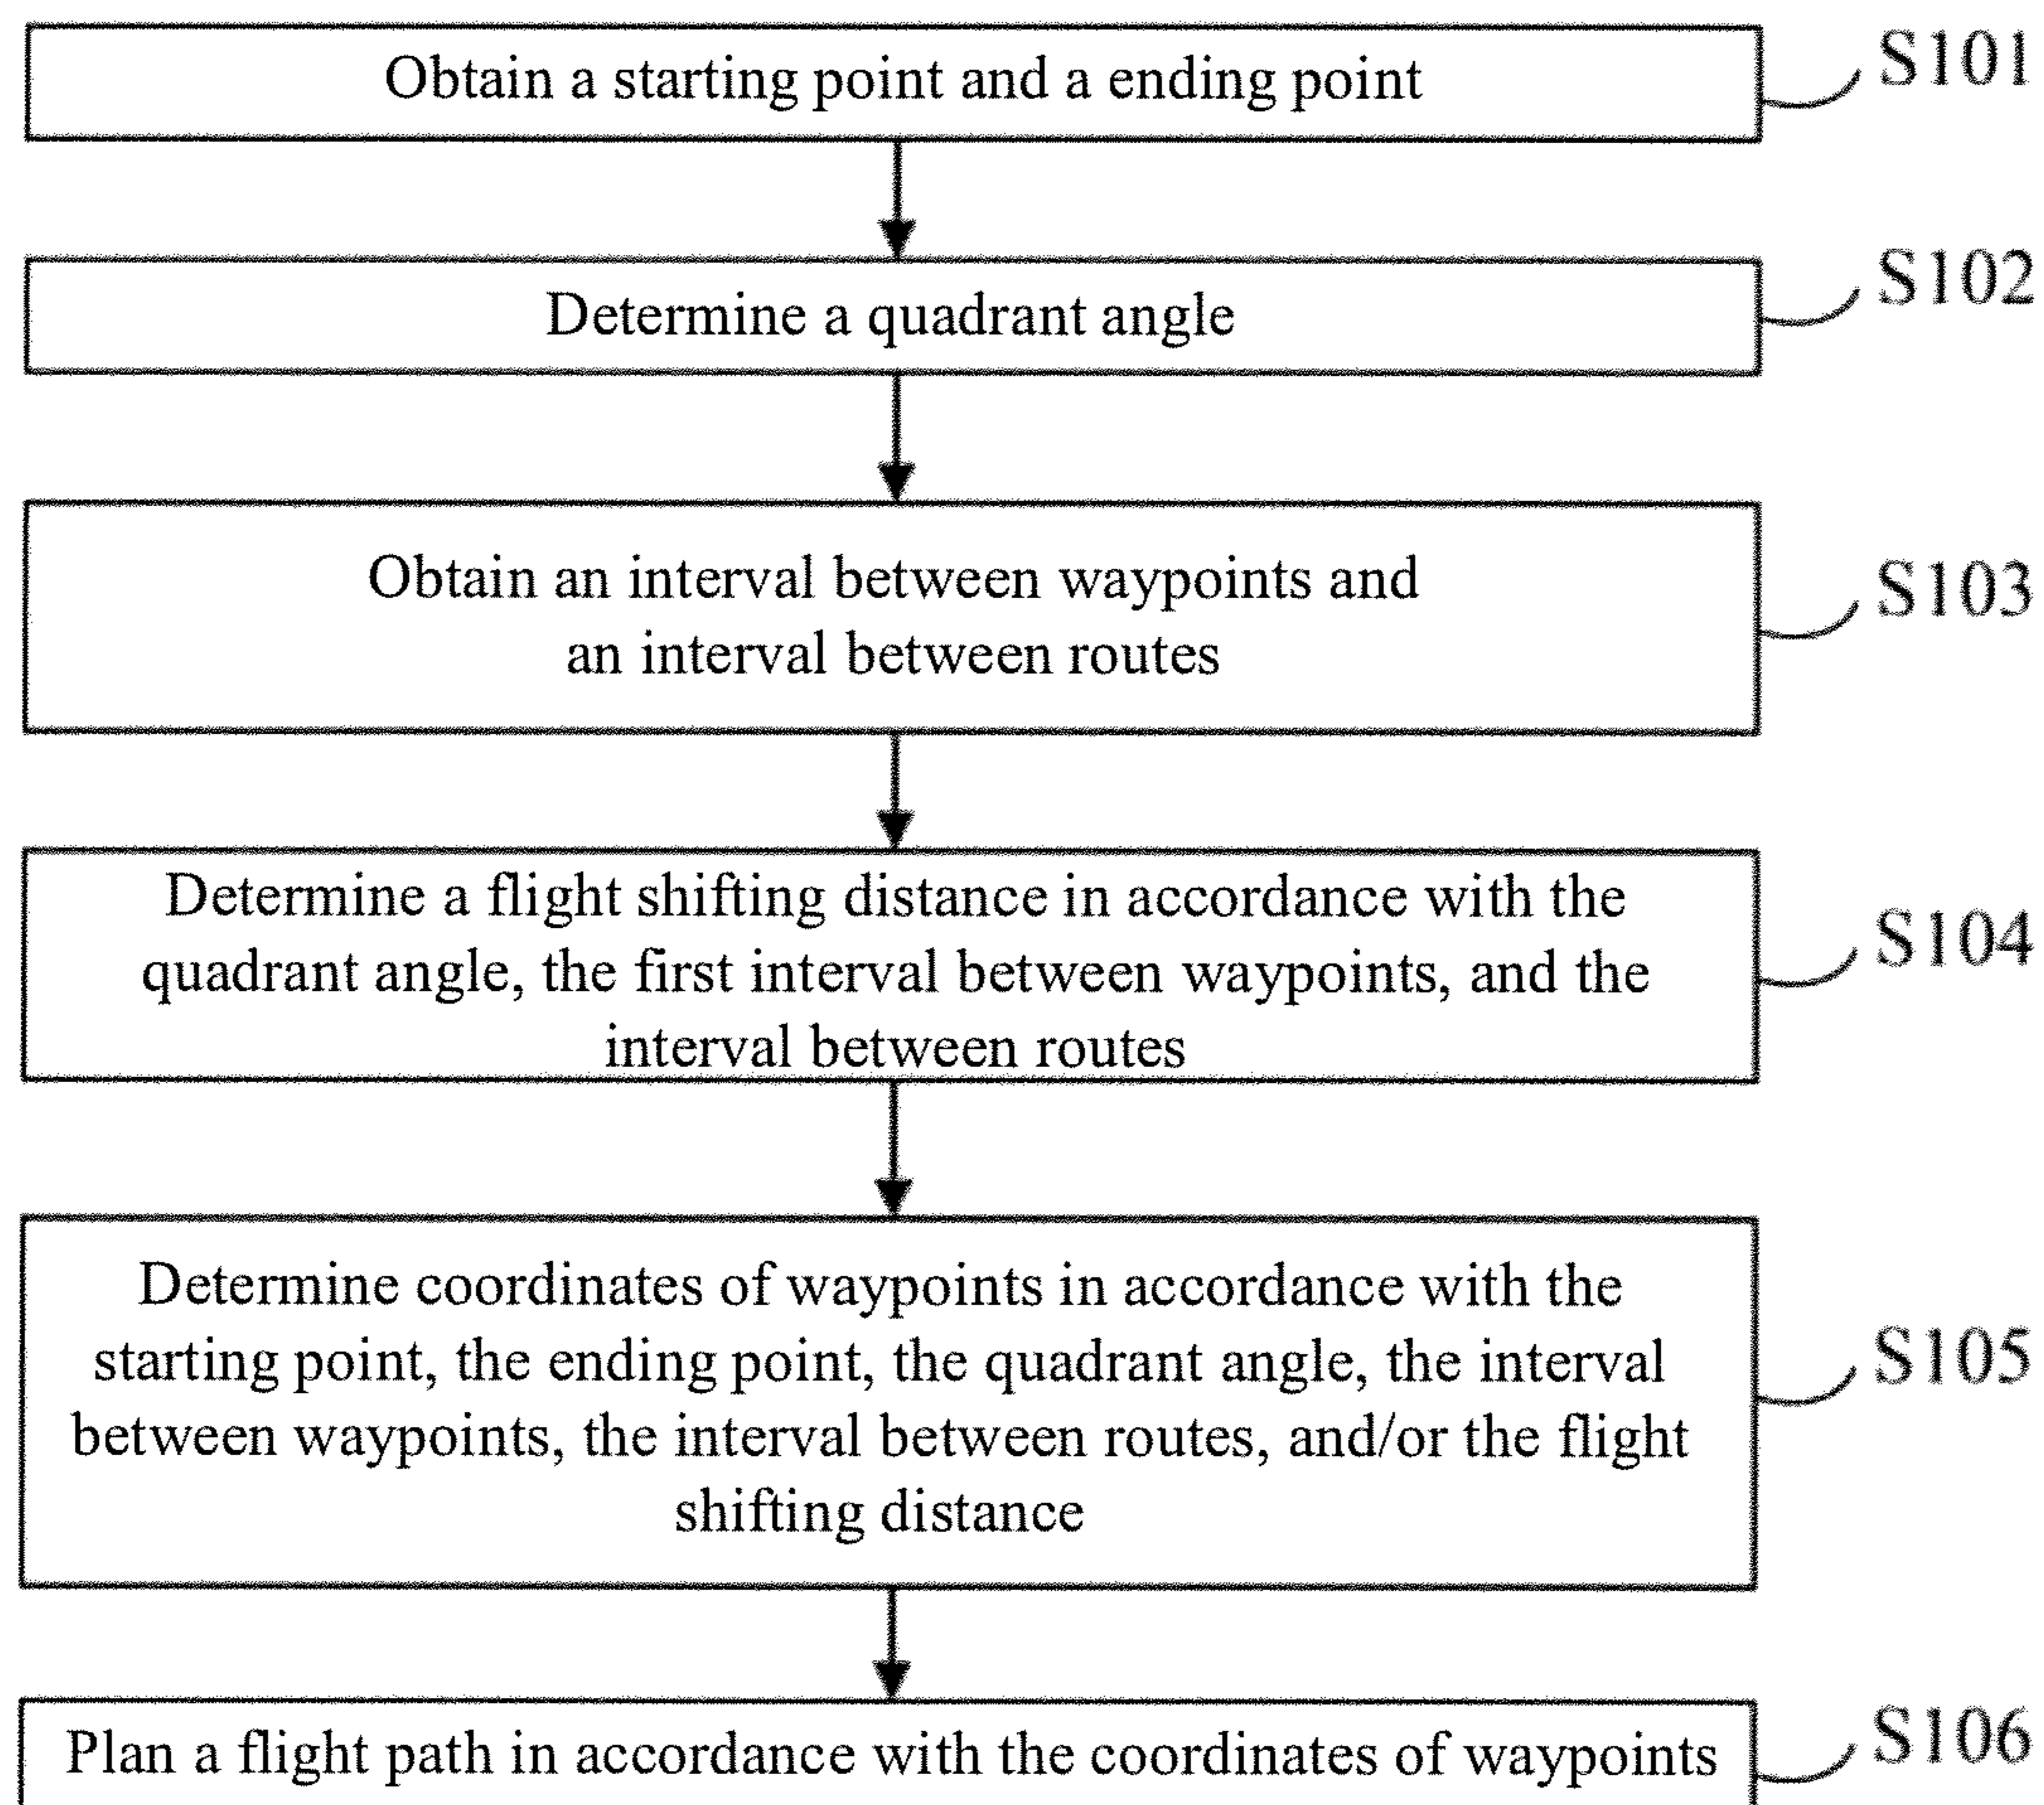 Obtain a starting point and a ending point
S101
Determine a quadrant angle
S102
Obtain an interval between waypoints and
an interval between routes
S103
Determine a flight shifting distance in accordance with the
quadrant angle, the first interval between waypoints, and the
interval between routes
S104
Determine coordinates of waypoints in accordance with the
starting point, the ending point, the quadrant angle, the interval
between waypoints, the interval between routes, and/or the flight
shifting distance
S105
Plan a flight path in accordance with the coordinates of waypoints
S106